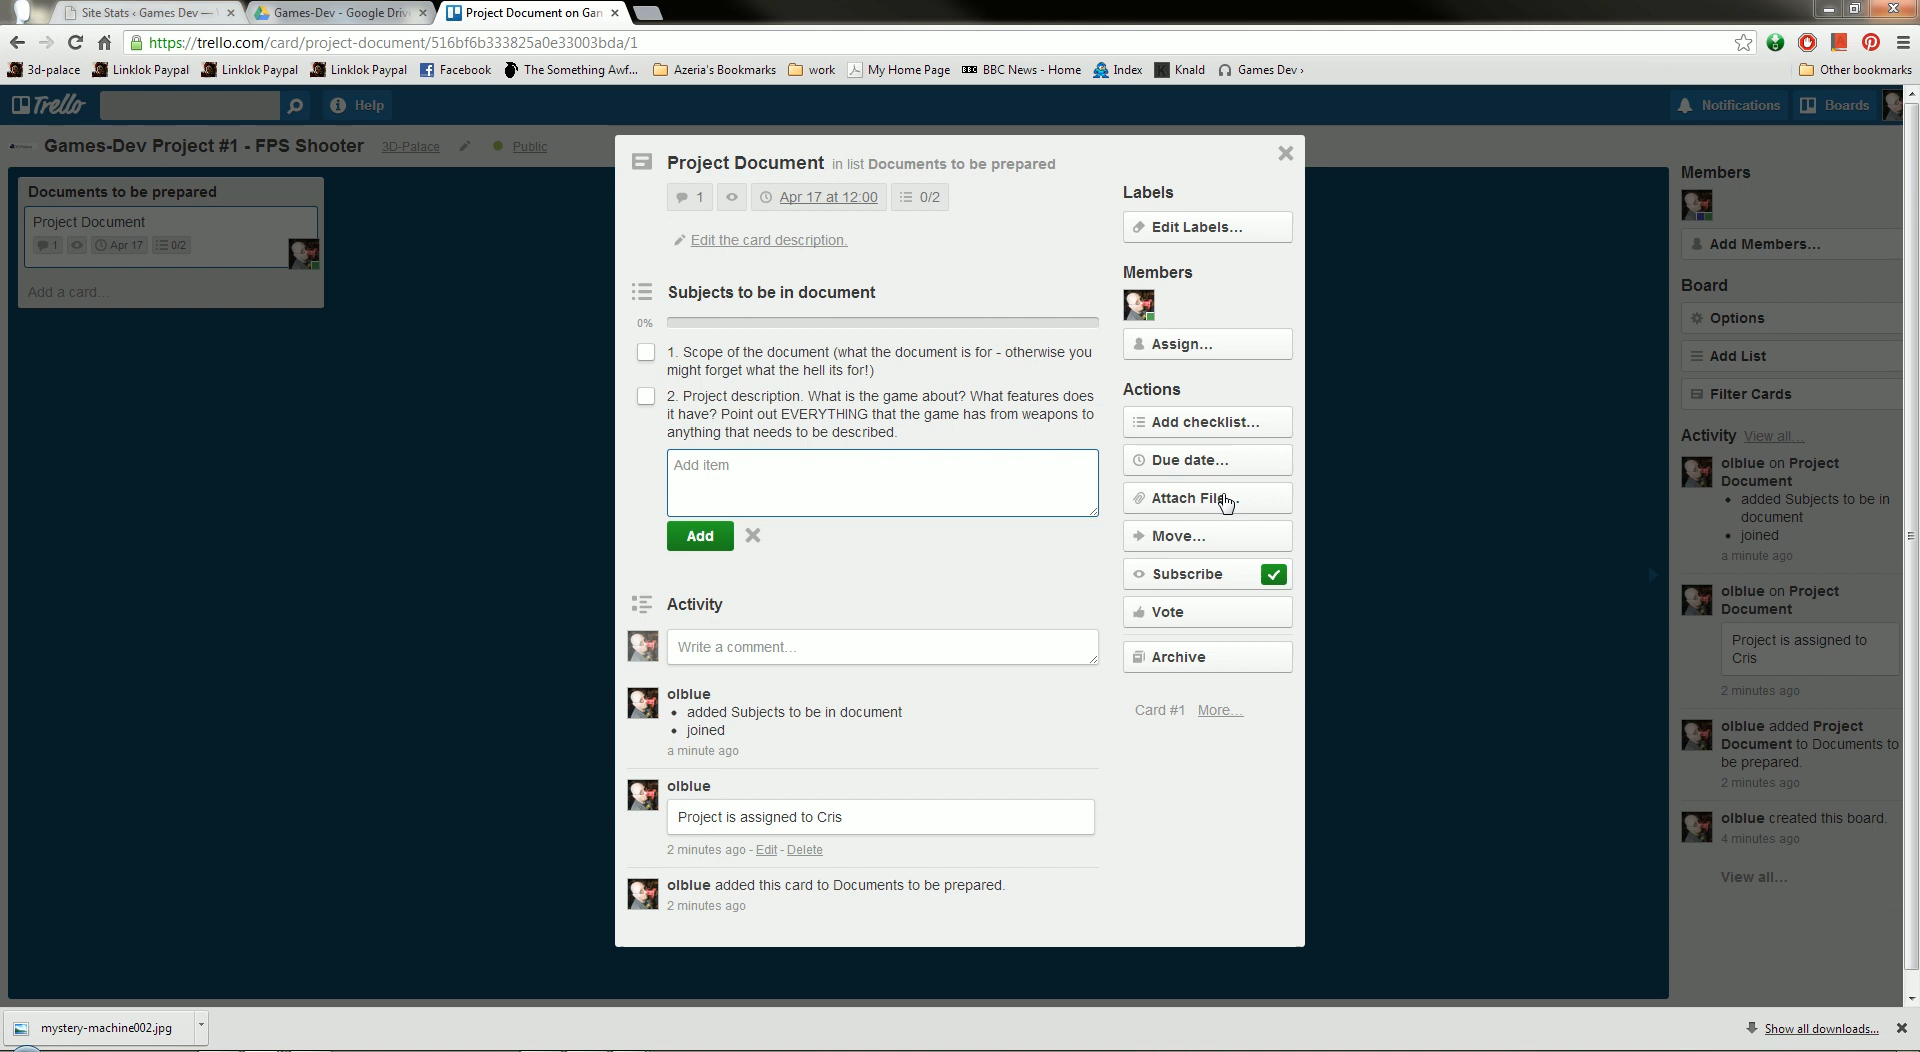 Site Stats ‹ Games Dev —
Games-Dev - Google Driv
Project Document on Gam
https://trello.com/card/project-document/516bf6b333825a0e33003bda/1
3d-palace
Linklok Paypal
Linklok Paypal
Linklok Paypal
Facebook
The Something Awf...
Azeria's Bookmarks
work
My Home Page
BBC News - Home
Index
Knald
Games Dev ›
Other bookmarks
Trello
Help
Notifications
Boards
Games-Dev Project #1 - FPS Shooter
3D-Palace
Public
Documents to be prepared
Project Document
1
Apr 17
0/2
Add a card...
Project Document in list Documents to be prepared
1
Apr 17 at 12:00
0/2
Edit the card description.
Subjects to be in document
0%
1. Scope of the document (what the document is for - otherwise you
might forget what the hell its for!)
2. Project description. What is the game about? What features does
it have? Point out EVERYTHING that the game has from weapons to
anything that needs to be described.
Add item
Add
Activity
Write a comment...
olblue
• added Subjects to be in document
• joined
a minute ago
olblue
Project is assigned to Cris
2 minutes ago - Edit - Delete
olblue added this card to Documents to be prepared.
2 minutes ago
Labels
Edit Labels...
Members
Assign...
Actions
Add checklist...
Due date...
Attach File...
Move...
Subscribe
Vote
Archive
Card #1 More...
Members
Add Members...
Board
Options
Add List
Filter Cards
Activity View all...
olblue on Project
Document
• added Subjects to be in
document
• joined
a minute ago
olblue on Project
Document
Project is assigned to
Cris
2 minutes ago
olblue added Project
Document to Documents to
be prepared.
2 minutes ago
olblue created this board.
4 minutes ago
View all...
mystery-machine002.jpg
Show all downloads...